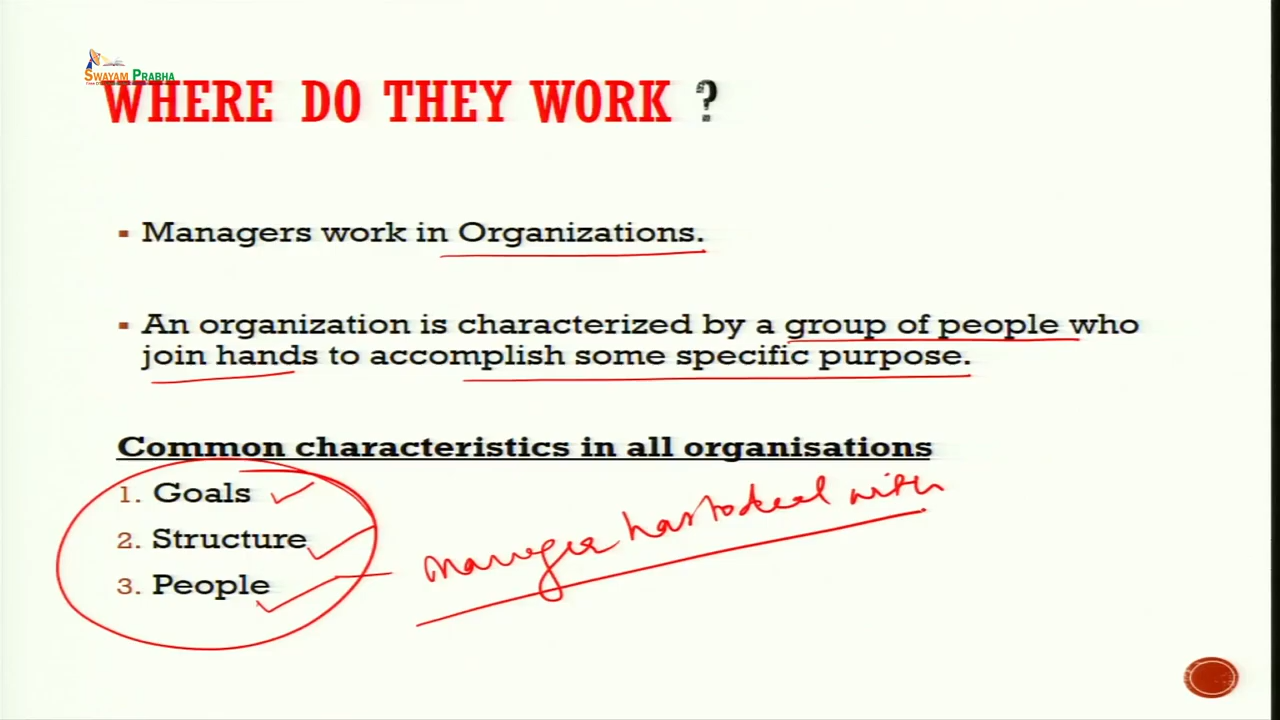 SWAYAM PRABHA
WHERE DO THEY WORK ?
▪ Managers work in Organizations.
▪ An organization is characterized by a group of people who
join hands to accomplish some specific purpose.
Common characteristics in all organisations
1. Goals
2. Structure
3. People
manager has to deal with